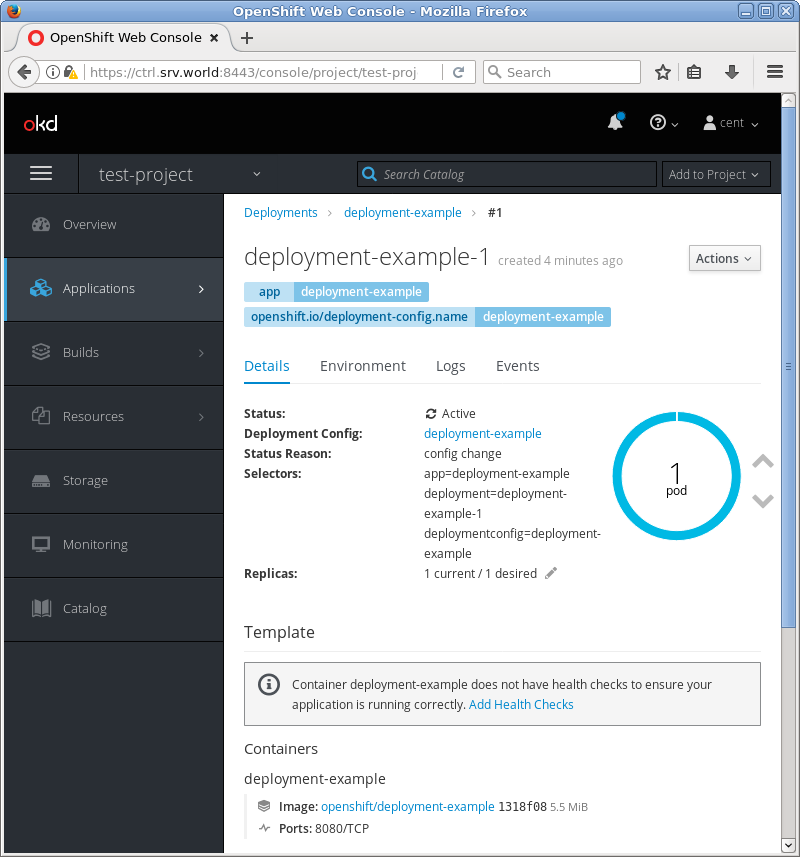 OpenShift Web Console - Mozilla Firefox
OpenShift Web Console
https://ctrl.srv.world:8443/console/project/test-proj
Search
okd
cent
test-project
Search Catalog
Add to Project
Overview
Applications
Builds
Resources
Storage
Monitoring
Catalog
Deployments
deployment-example
#1
deployment-example-1 created 4 minutes ago
Actions
app deployment-example
openshift.io/deployment-config.name deployment-example
Details Environment Logs Events
Status: Active
Deployment Config: deployment-example
Status Reason: config change
Selectors: app=deployment-example
deployment=deployment-
example-1
deploymentconfig=deployment-
example
Replicas: 1 current / 1 desired
1
pod
Template
Container deployment-example does not have health checks to ensure your
application is running correctly. Add Health Checks
Containers
deployment-example
Image: openshift/deployment-example 1318f08 5.5 MiB
Ports: 8080/TCP